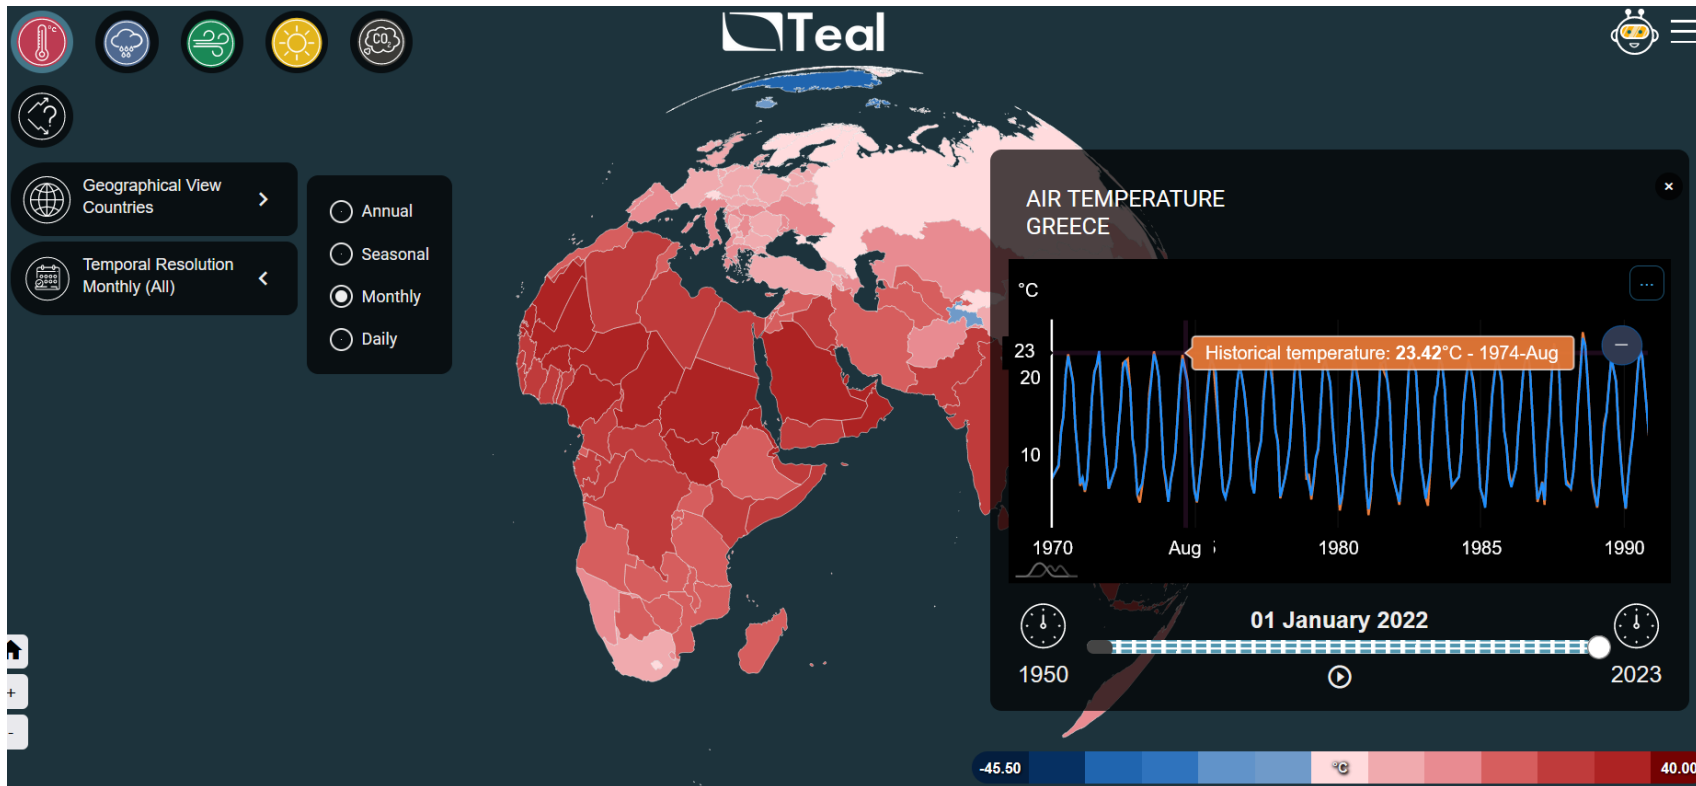 °C
CO2
Teal
?
Geographical View
Countries
Temporal Resolution
Monthly (All)
Annual
Seasonal
Monthly
Daily
×
AIR TEMPERATURE
GREECE
°C
...
23
20
10
Historical temperature: 23.42°C - 1974-Aug
−
1970
Aug
1980
1985
1990
01 January 2022
1950
2023
+
-
-45.50
°C
40.00